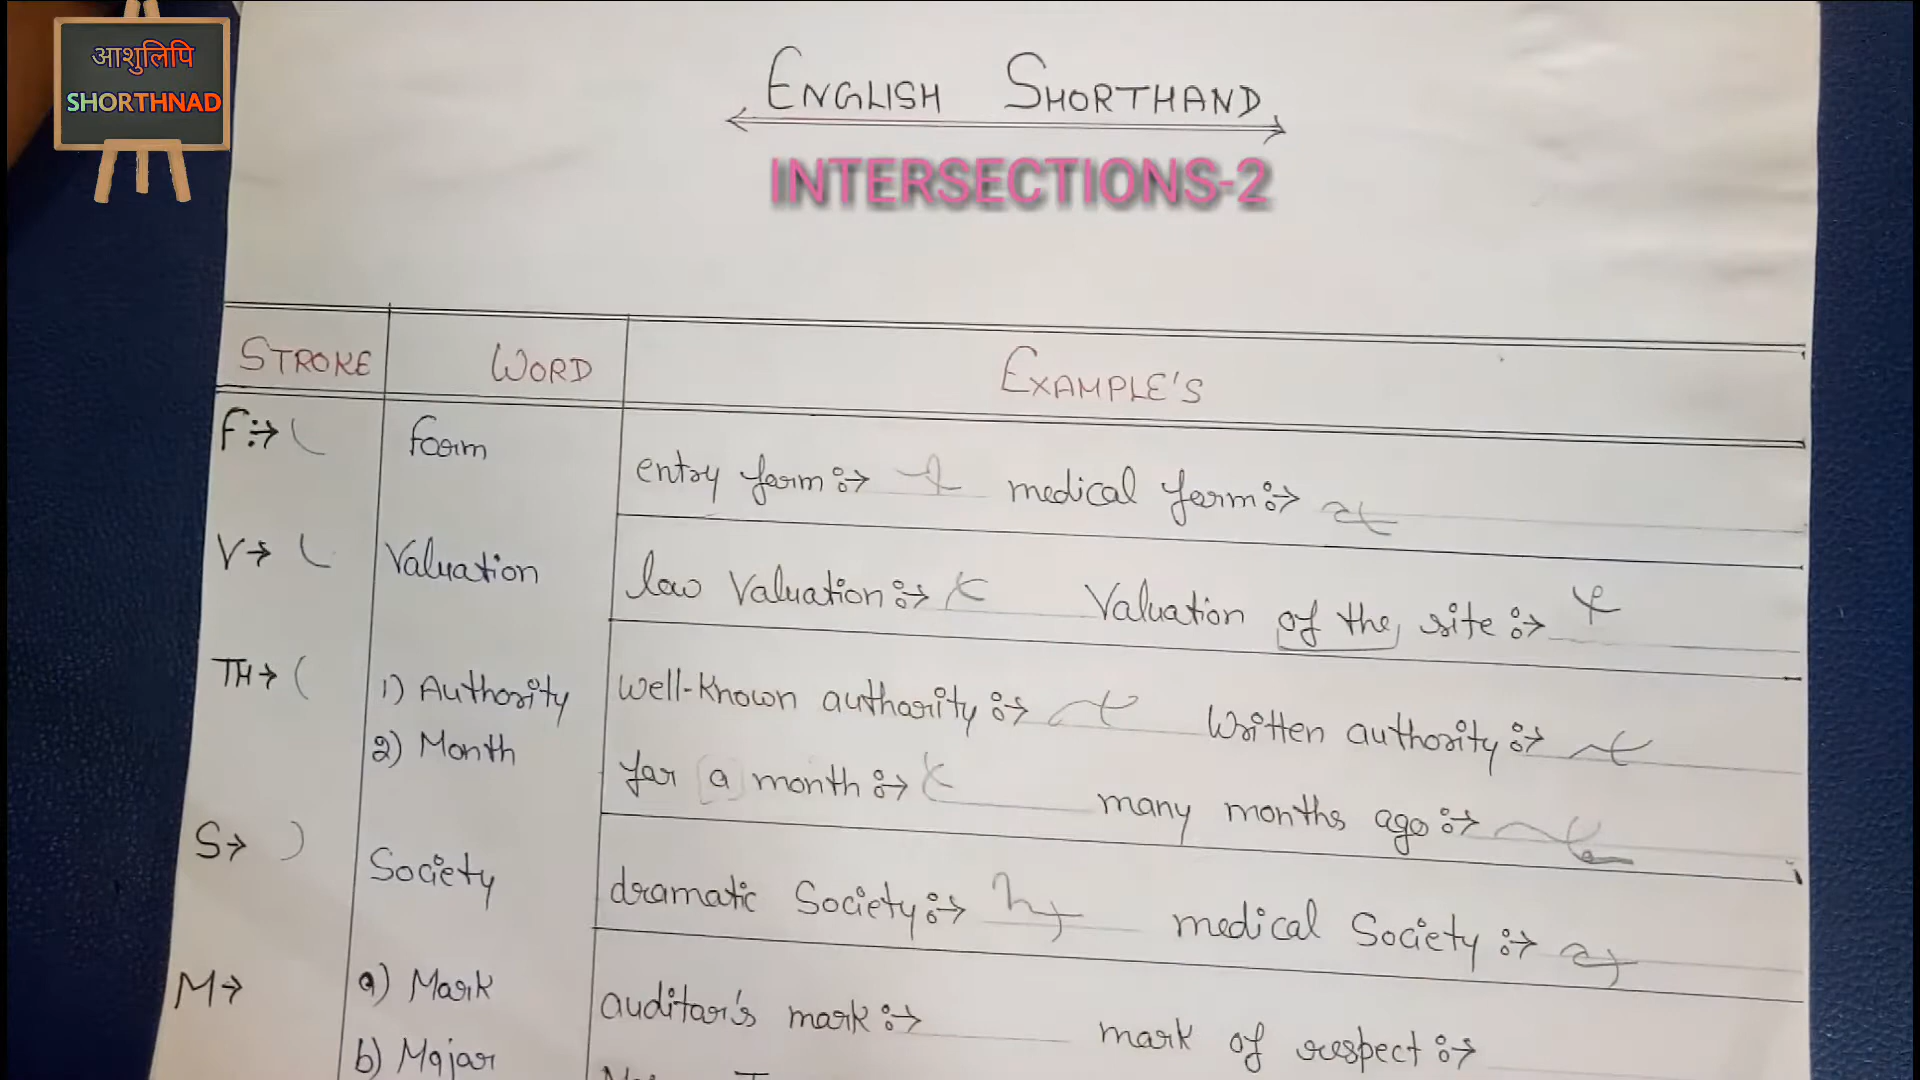 आशुलिपि
SHORTHNAD
ENGLISH SHORTHAND
INTERSECTIONS-2
STROKE WORD EXAMPLE'S
F:→ form entry form:→ medical form:→
V→ Valuation low Valuation:→ Valuation of the site:→
TH→ 1) Authority well-known authority:→ Written authority:→
2) Month for a month:→ many months ago:→
S→ Society dramatic Society:→ medical Society:→
M→ a) Mark auditor's mark:→ mark of respect:→
b) Major